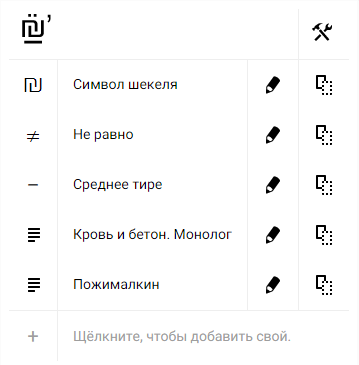 ₪ Символ шекеля
≠ Не равно
– Среднее тире
Кровь и бетон. Монолог
Пожималкин
+ Щёлкните, чтобы добавить свой.